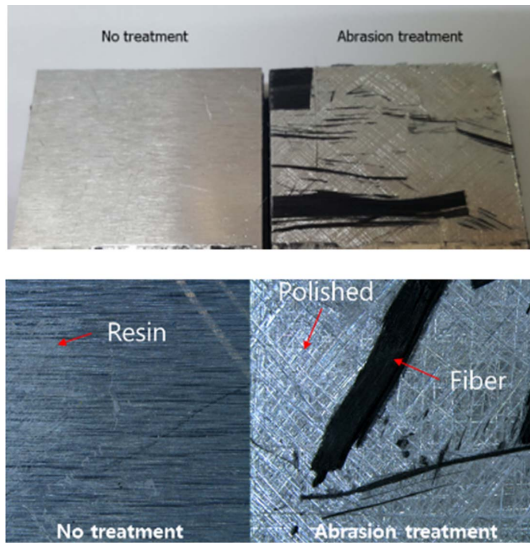 No treatment
Abrasion treatment
Resin
Polished
Fiber
No treatment
Abrasion treatment